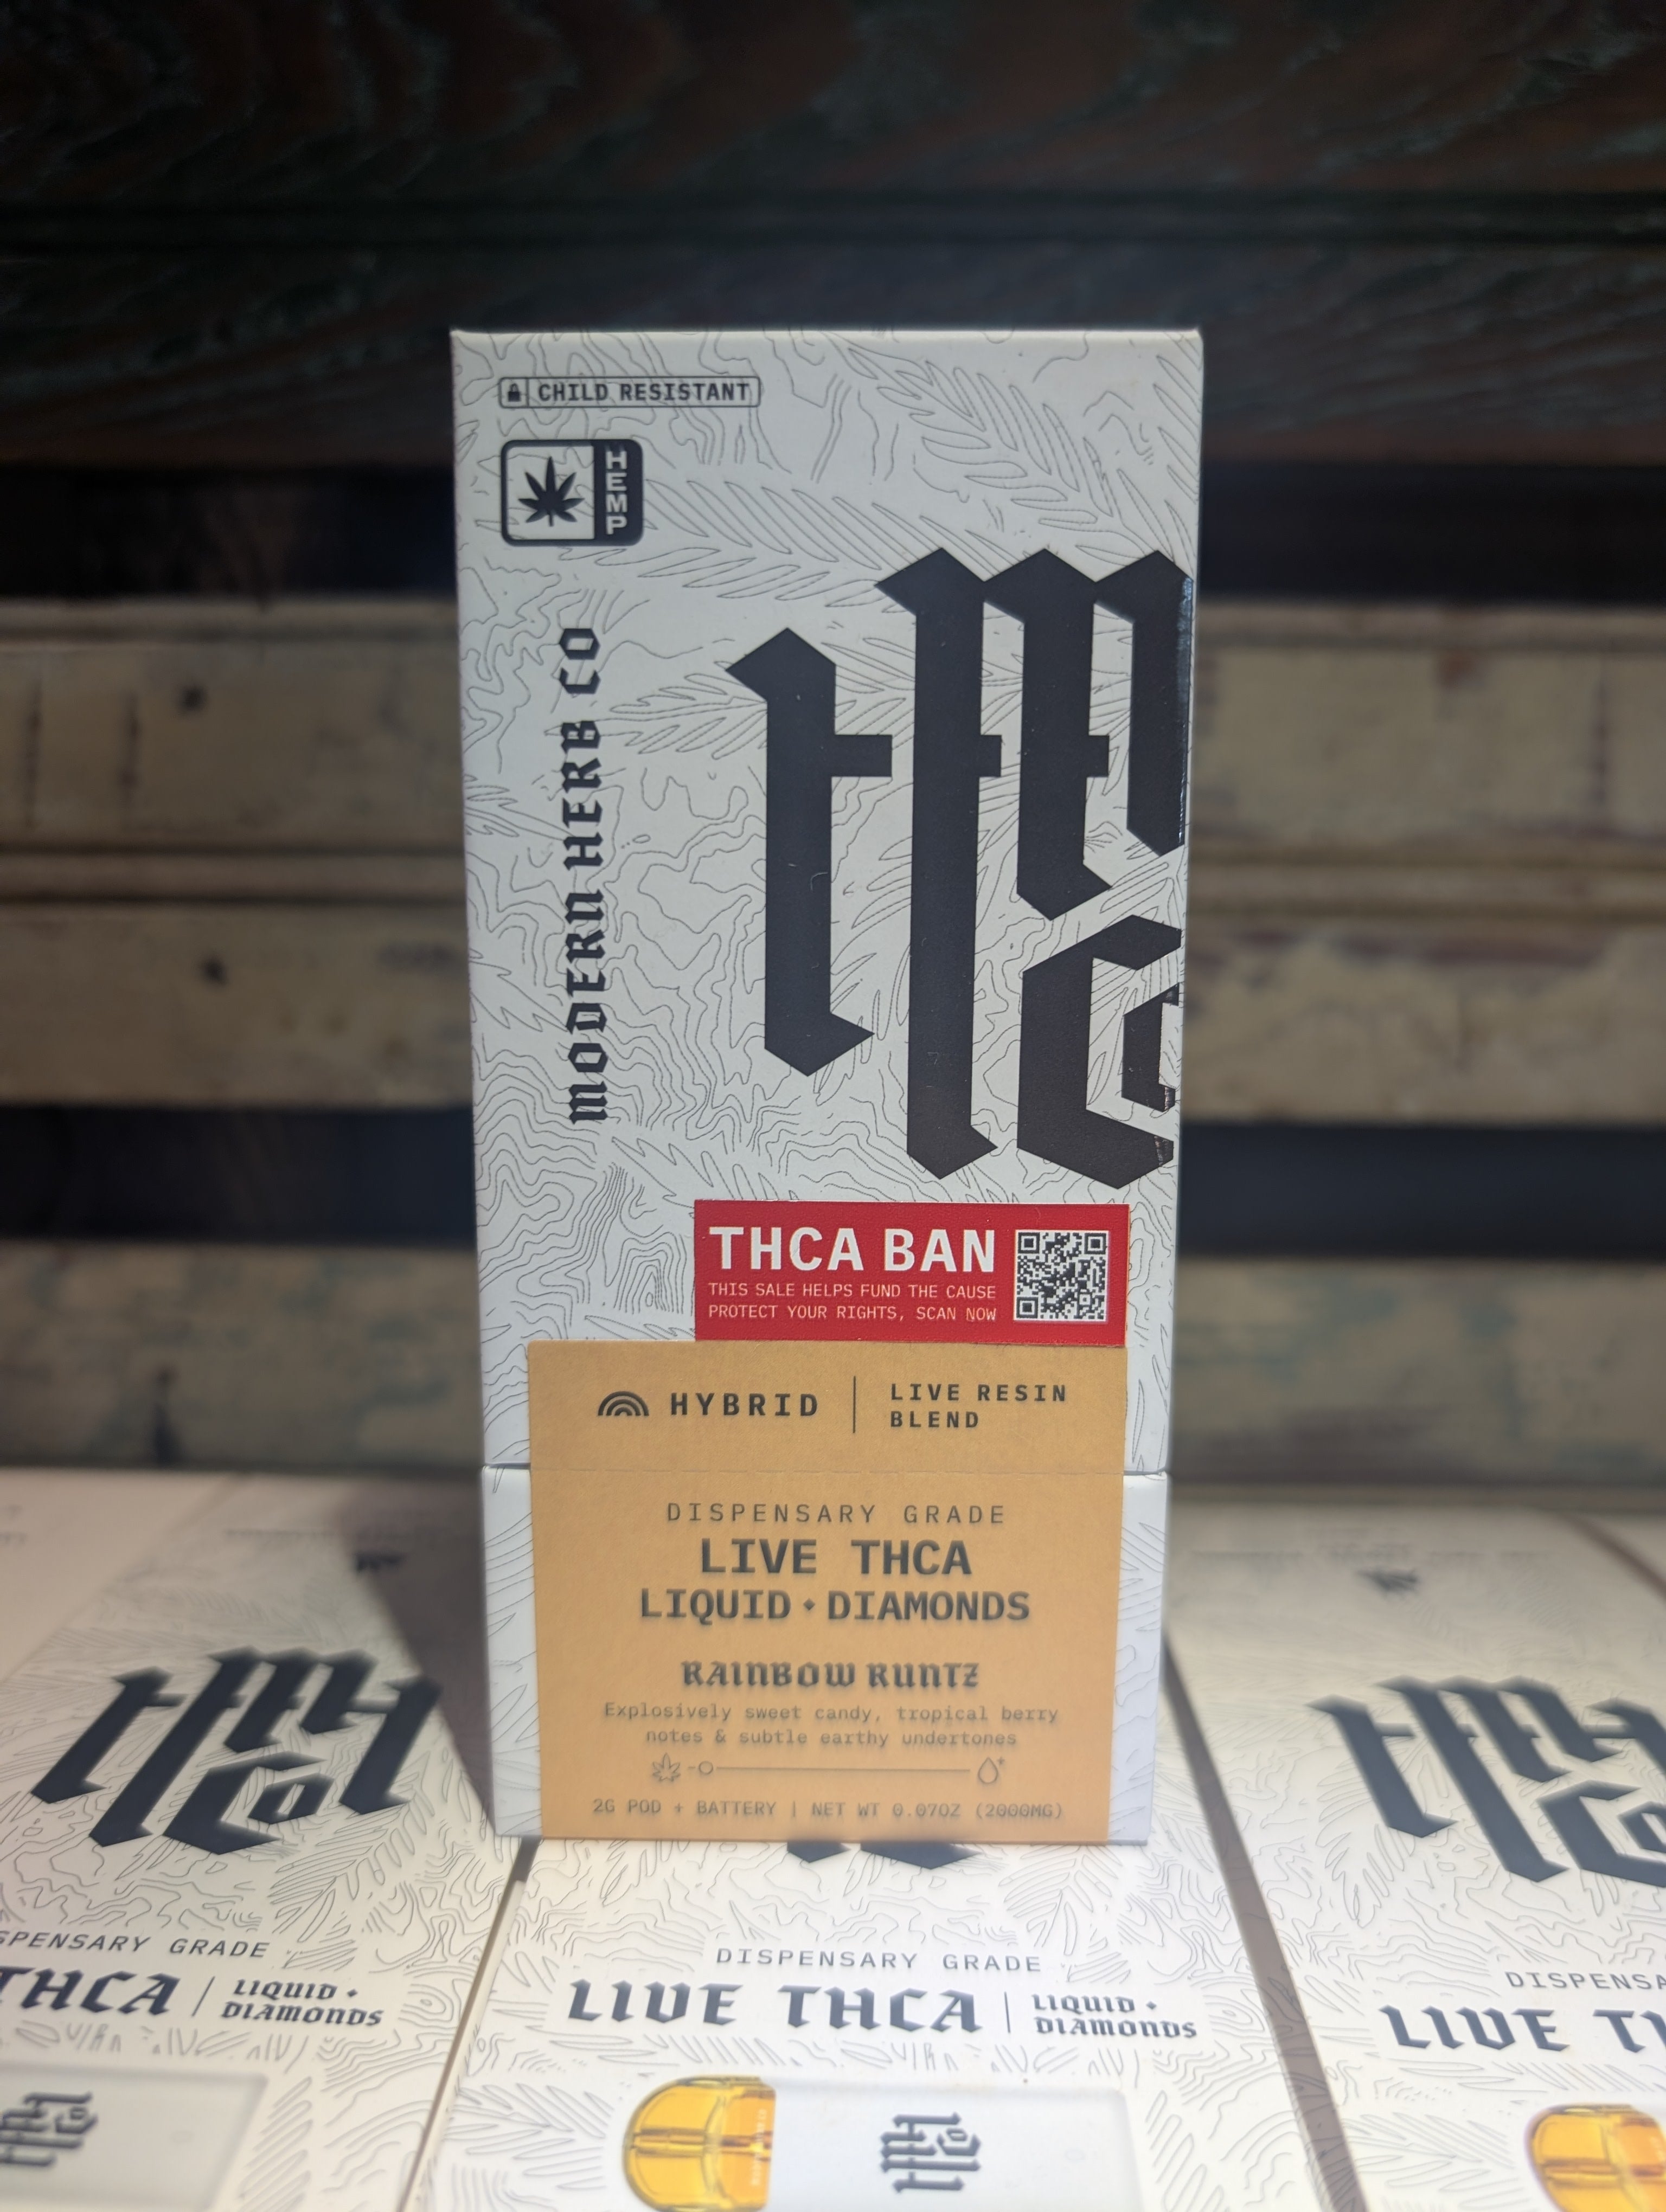 CHILD RESISTANT
HEMP
MODERN HERB CO
THCA BAN
THIS SALE HELPS FUND THE CAUSE
PROTECT YOUR RIGHTS, SCAN NOW
HYBRID
LIVE RESIN
BLEND
DISPENSARY GRADE
LIVE THCA
LIQUID • DIAMONDS
RAINBOW RUNTZ
Explosively sweet candy, tropical berry
notes & subtle earthy undertones
2G POD + BATTERY | NET WT 0.07OZ (2000MG)
SPENSARY GRADE
THCA | LIQUID •
DIAMONDS
DISPENSARY GRADE
LIVE THCA | LIQUID •
DIAMONDS
DISPENSA
LIVE T